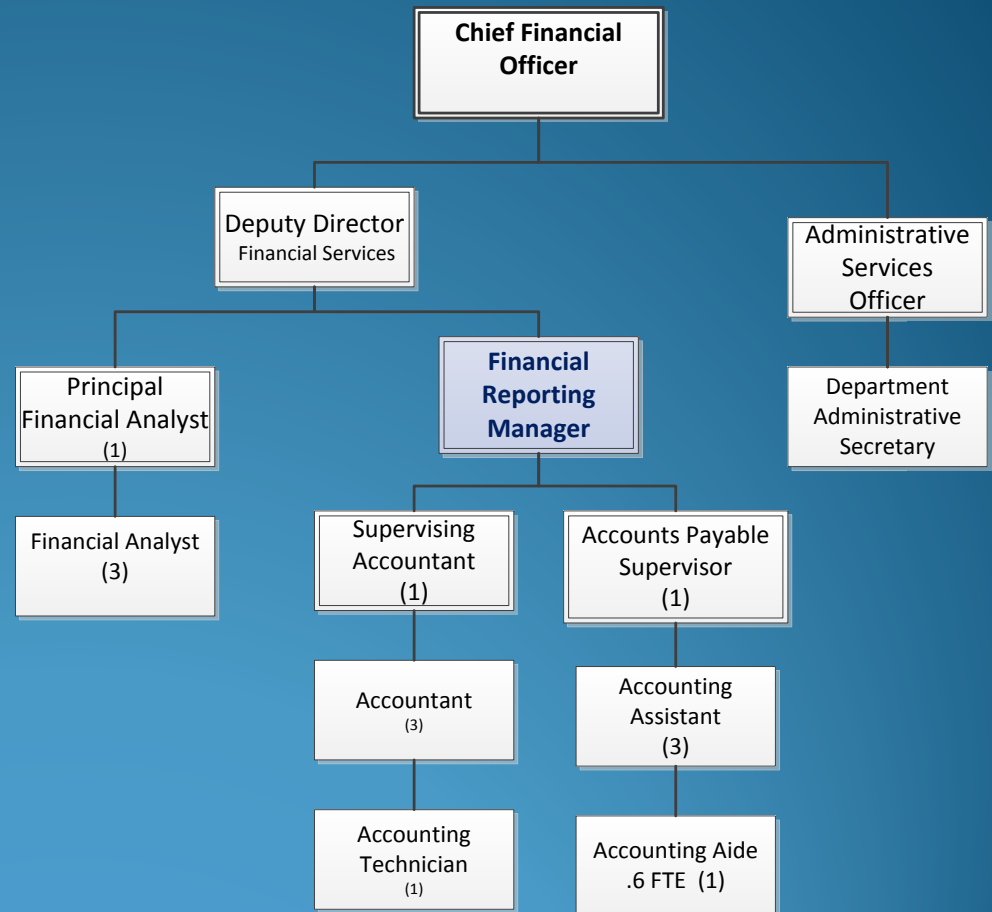 Chief Financial
Officer
Deputy Director
Financial Services
Administrative
Services
Officer
Principal
Financial Analyst
(1)
Financial
Reporting
Manager
Department
Administrative
Secretary
Financial Analyst
(3)
Supervising
Accountant
(1)
Accounts Payable
Supervisor
(1)
Accountant
(3)
Accounting
Assistant
(3)
Accounting
Technician
(1)
Accounting Aide
.6 FTE (1)